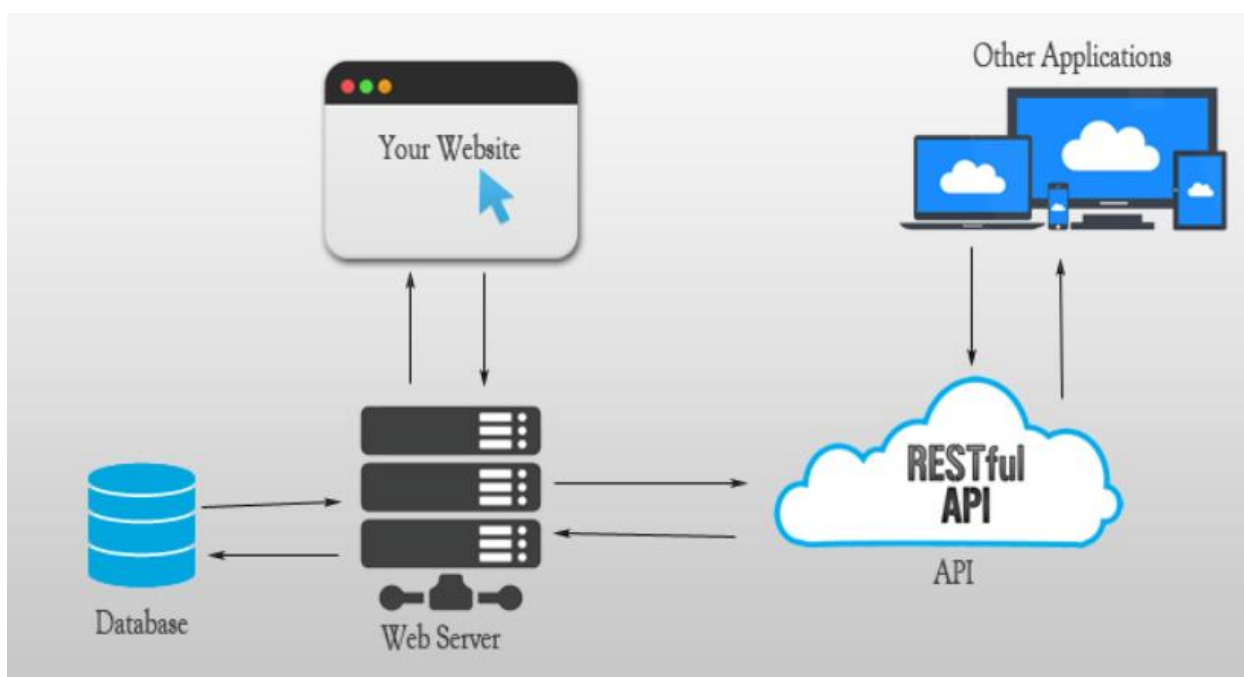 Other Applications
Your Website
RESTful
API
API
Database
Web Server